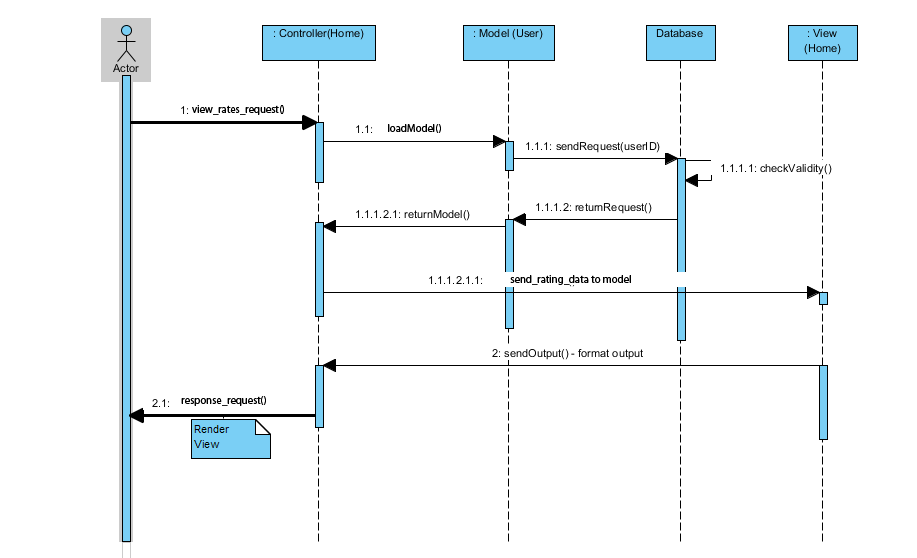 : Controller(Home)
: Model (User)
Database
: View
(Home)
Actor
1: view_rates_request()
1.1: loadModel()
1.1.1: sendRequest(userID)
1.1.1.1: checkValidity()
1.1.1.2: returnRequest()
1.1.1.2.1: returnModel()
1.1.1.2.1.1: send_rating_data to model
2: sendOutput() - format output
2.1: response_request()
Render
View